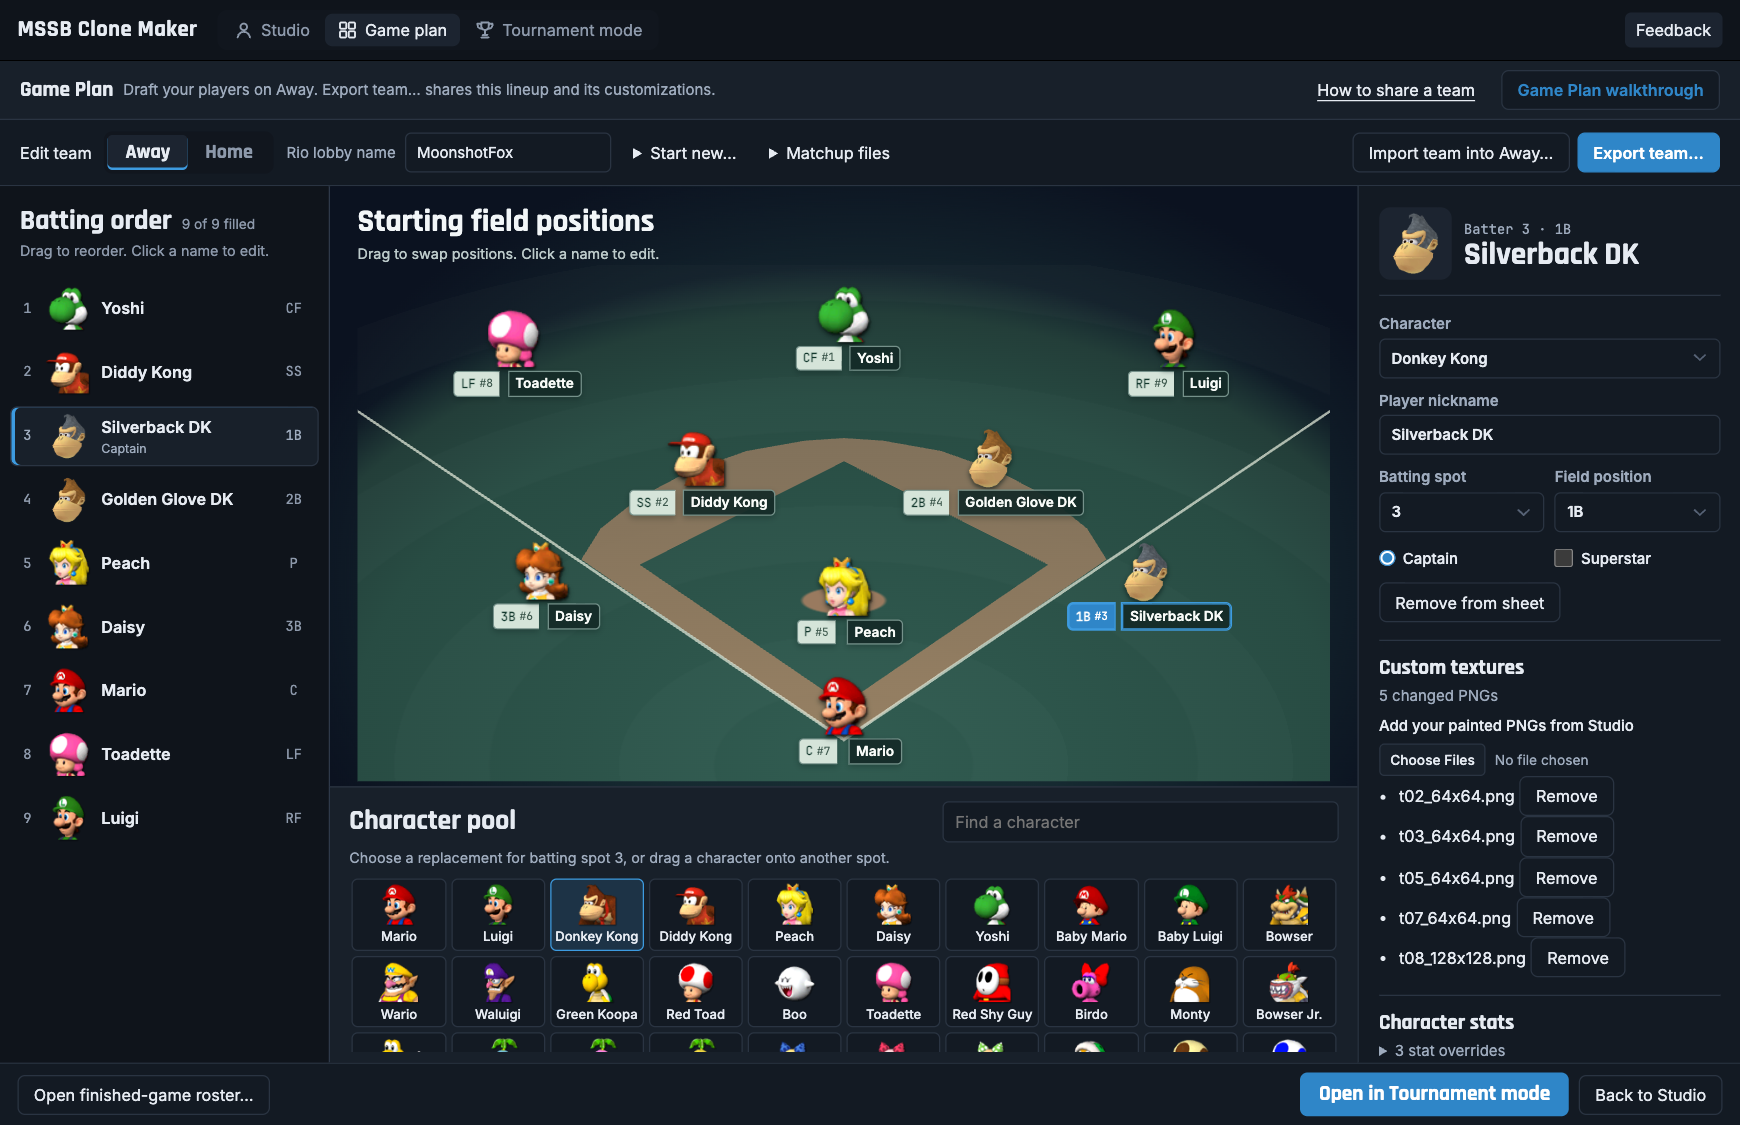 MSSB Clone Maker
Studio
Game plan
Tournament mode
Feedback
Game Plan
Draft your players on Away. Export team... shares this lineup and its customizations.
How to share a team
Game Plan walkthrough
Edit team
Away
Home
Rio lobby name
MoonshotFox
Start new...
Matchup files
Import team into Away...
Export team...
Batting order
9 of 9 filled
Drag to reorder. Click a name to edit.
1 Yoshi CF
2 Diddy Kong SS
3 Silverback DK 1B
Captain
4 Golden Glove DK 2B
5 Peach P
6 Daisy 3B
7 Mario C
8 Toadette LF
9 Luigi RF
Starting field positions
Drag to swap positions. Click a name to edit.
CF #1 Yoshi
LF #8 Toadette
RF #9 Luigi
SS #2 Diddy Kong
2B #4 Golden Glove DK
3B #6 Daisy
P #5 Peach
1B #3 Silverback DK
C #7 Mario
Character pool
Find a character
Choose a replacement for batting spot 3, or drag a character onto another spot.
Mario
Luigi
Donkey Kong
Diddy Kong
Peach
Daisy
Yoshi
Baby Mario
Baby Luigi
Bowser
Wario
Waluigi
Green Koopa
Red Toad
Boo
Toadette
Red Shy Guy
Birdo
Monty
Bowser Jr.
Batter 3 · 1B
Silverback DK
Character
Donkey Kong
Player nickname
Silverback DK
Batting spot
Field position
3
1B
Captain
Superstar
Remove from sheet
Custom textures
5 changed PNGs
Add your painted PNGs from Studio
Choose Files No file chosen
• t02_64x64.png Remove
• t03_64x64.png Remove
• t05_64x64.png Remove
• t07_64x64.png Remove
• t08_128x128.png Remove
Character stats
3 stat overrides
Open finished-game roster...
Open in Tournament mode
Back to Studio